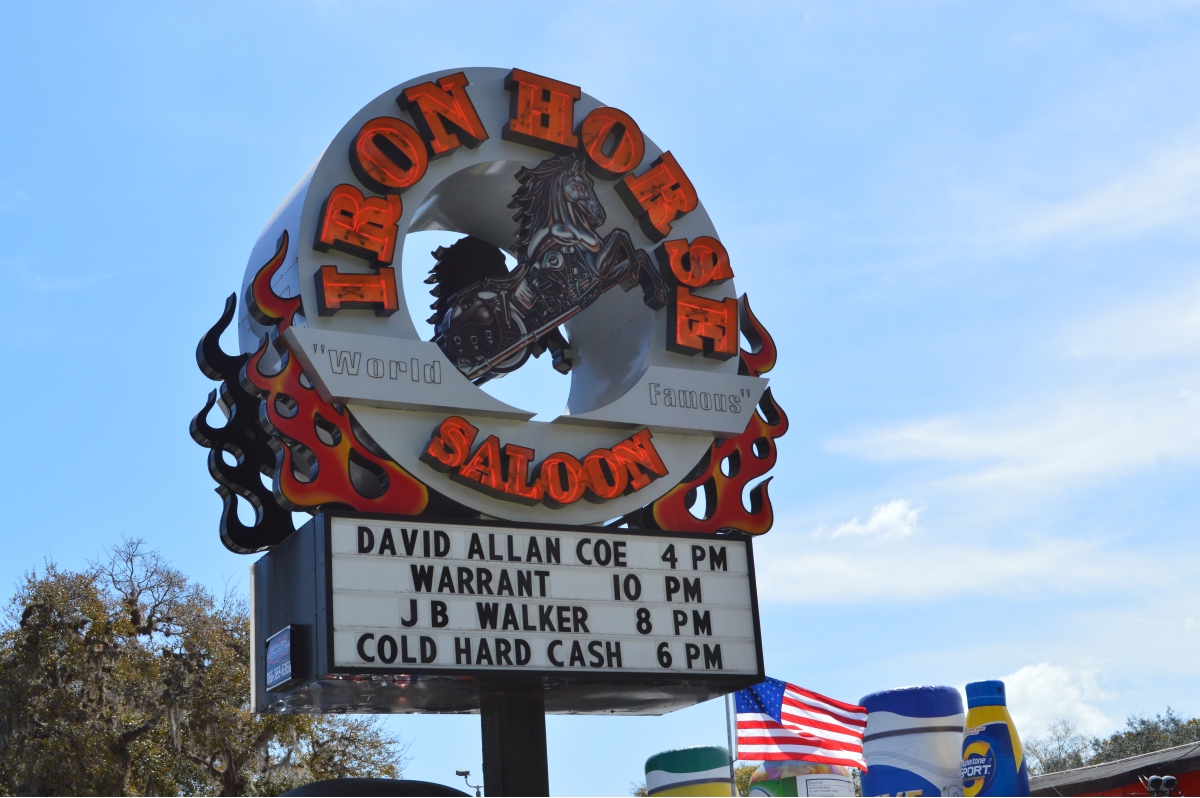 IRON HORSE
"World Famous"
SALOON
DAVID ALLAN COE 4 PM
WARRANT 10 PM
J B WALKER 8 PM
COLD HARD CASH 6 PM
SPORT